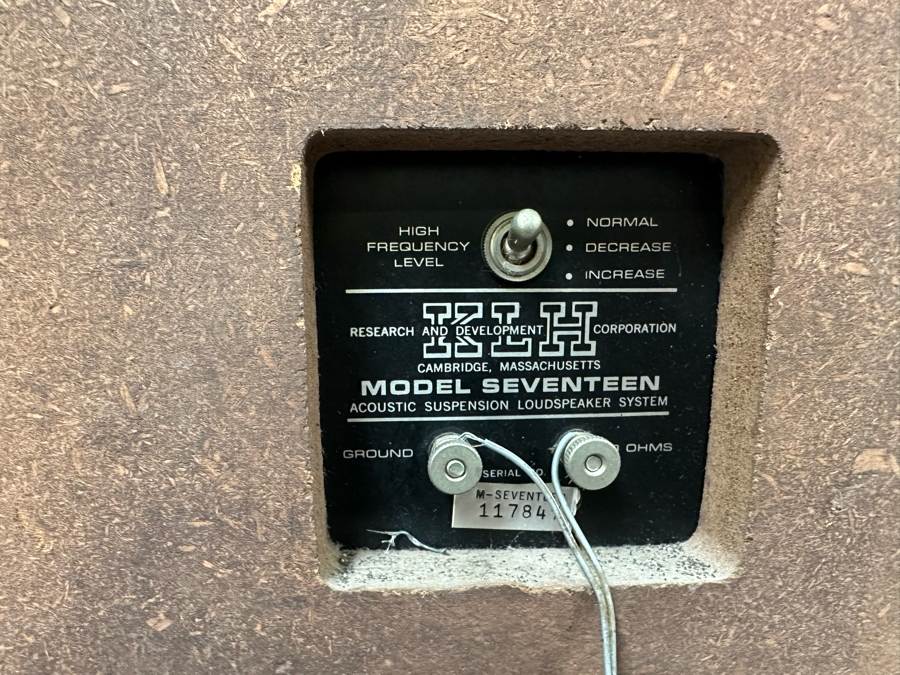 HIGH
FREQUENCY
LEVEL
• NORMAL
• DECREASE
• INCREASE
KLH
RESEARCH AND DEVELOPMENT CORPORATION
CAMBRIDGE, MASSACHUSETTS
MODEL SEVENTEEN
ACOUSTIC SUSPENSION LOUDSPEAKER SYSTEM
GROUND
OHMS
SERIAL NO.